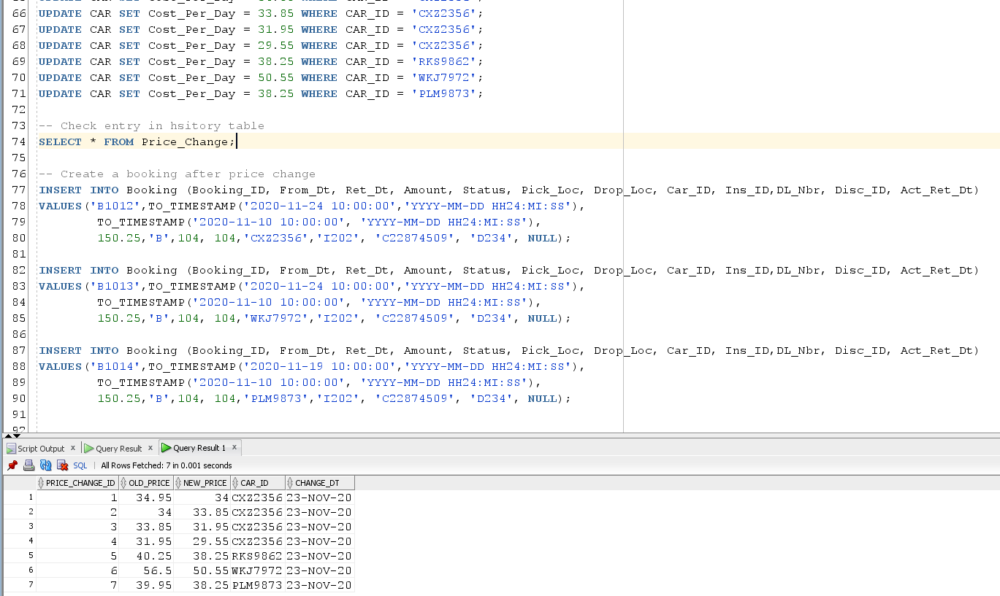 66 UPDATE CAR SET Cost_Per_Day = 33.85 WHERE CAR_ID = 'CXZ2356';
67 UPDATE CAR SET Cost_Per_Day = 31.95 WHERE CAR_ID = 'CXZ2356';
68 UPDATE CAR SET Cost_Per_Day = 29.55 WHERE CAR_ID = 'CXZ2356';
69 UPDATE CAR SET Cost_Per_Day = 38.25 WHERE CAR_ID = 'RKS9862';
70 UPDATE CAR SET Cost_Per_Day = 50.55 WHERE CAR_ID = 'WKJ7972';
71 UPDATE CAR SET Cost_Per_Day = 38.25 WHERE CAR_ID = 'PLM9873';
72
73 -- Check entry in hsitory table
74 SELECT * FROM Price_Change;
75
76 -- Create a booking after price change
77 INSERT INTO Booking (Booking_ID, From_Dt, Ret_Dt, Amount, Status, Pick_Loc, Drop_Loc, Car_ID, Ins_ID,DL_Nbr, Disc_ID, Act_Ret_Dt)
78 VALUES('B1012',TO_TIMESTAMP('2020-11-24 10:00:00','YYYY-MM-DD HH24:MI:SS'),
79 TO_TIMESTAMP('2020-11-10 10:00:00', 'YYYY-MM-DD HH24:MI:SS'),
80 150.25,'B',104, 104,'CXZ2356','I202', 'C22874509', 'D234', NULL);
81
82 INSERT INTO Booking (Booking_ID, From_Dt, Ret_Dt, Amount, Status, Pick_Loc, Drop_Loc, Car_ID, Ins_ID,DL_Nbr, Disc_ID, Act_Ret_Dt)
83 VALUES('B1013',TO_TIMESTAMP('2020-11-24 10:00:00','YYYY-MM-DD HH24:MI:SS'),
84 TO_TIMESTAMP('2020-11-10 10:00:00', 'YYYY-MM-DD HH24:MI:SS'),
85 150.25,'B',104, 104,'WKJ7972','I202', 'C22874509', 'D234', NULL);
86
87 INSERT INTO Booking (Booking_ID, From_Dt, Ret_Dt, Amount, Status, Pick_Loc, Drop_Loc, Car_ID, Ins_ID,DL_Nbr, Disc_ID, Act_Ret_Dt)
88 VALUES('B1014',TO_TIMESTAMP('2020-11-19 10:00:00','YYYY-MM-DD HH24:MI:SS'),
89 TO_TIMESTAMP('2020-11-10 10:00:00', 'YYYY-MM-DD HH24:MI:SS'),
90 150.25,'B',104, 104,'PLM9873','I202', 'C22874509', 'D234', NULL);
91
92
Script Output x Query Result x Query Result 1 x
SQL | All Rows Fetched: 7 in 0.001 seconds
PRICE_CHANGE_ID OLD_PRICE NEW_PRICE CAR_ID CHANGE_DT
1 1 34.95 34 CXZ2356 23-NOV-20
2 2 34 33.85 CXZ2356 23-NOV-20
3 3 33.85 31.95 CXZ2356 23-NOV-20
4 4 31.95 29.55 CXZ2356 23-NOV-20
5 5 40.25 38.25 RKS9862 23-NOV-20
6 6 56.5 50.55 WKJ7972 23-NOV-20
7 7 39.95 38.25 PLM9873 23-NOV-20